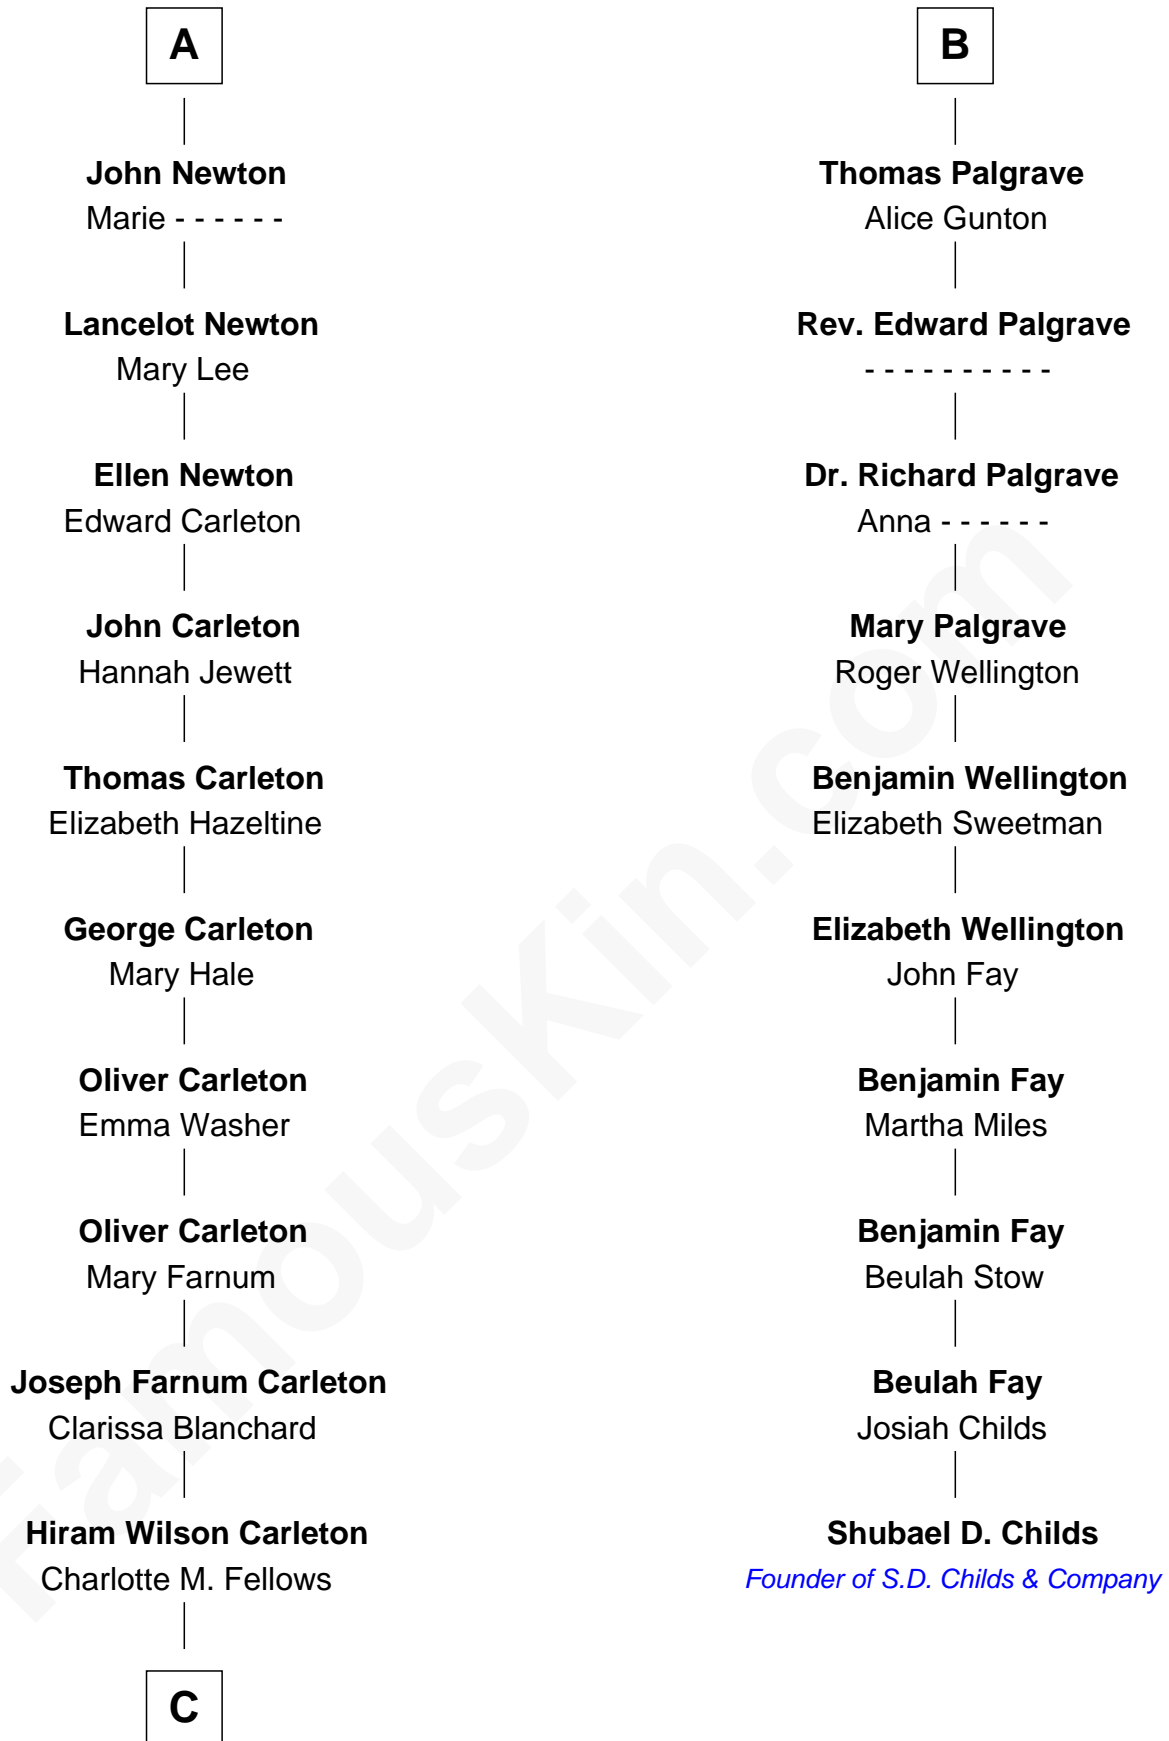 A
John Newton
Marie - - - - - -
Lancelot Newton
Mary Lee
Ellen Newton
Edward Carleton
John Carleton
Hannah Jewett
Thomas Carleton
Elizabeth Hazeltine
George Carleton
Mary Hale
Oliver Carleton
Emma Washer
Oliver Carleton
Mary Farnum
Joseph Farnum Carleton
Clarissa Blanchard
Hiram Wilson Carleton
Charlotte M. Fellows
C
B
Thomas Palgrave
Alice Gunton
Rev. Edward Palgrave
- - - - - - - - - -
Dr. Richard Palgrave
Anna - - - - - -
Mary Palgrave
Roger Wellington
Benjamin Wellington
Elizabeth Sweetman
Elizabeth Wellington
John Fay
Benjamin Fay
Martha Miles
Benjamin Fay
Beulah Stow
Beulah Fay
Josiah Childs
Shubael D. Childs
Founder of S.D. Childs & Company
FamousKin.com